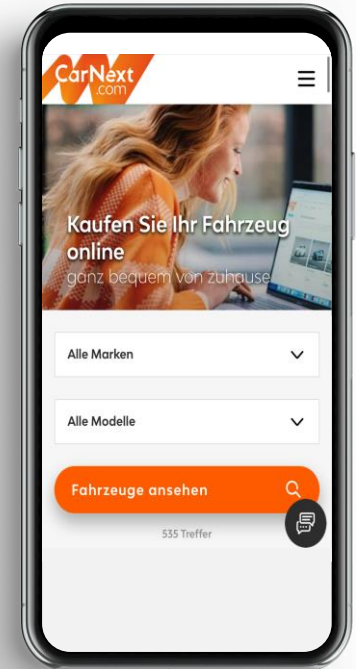 CarNext
.com
Kaufen Sie Ihr Fahrzeug
online
ganz bequem von zuhause
Alle Marken
Alle Modelle
Fahrzeuge ansehen
535 Treffer